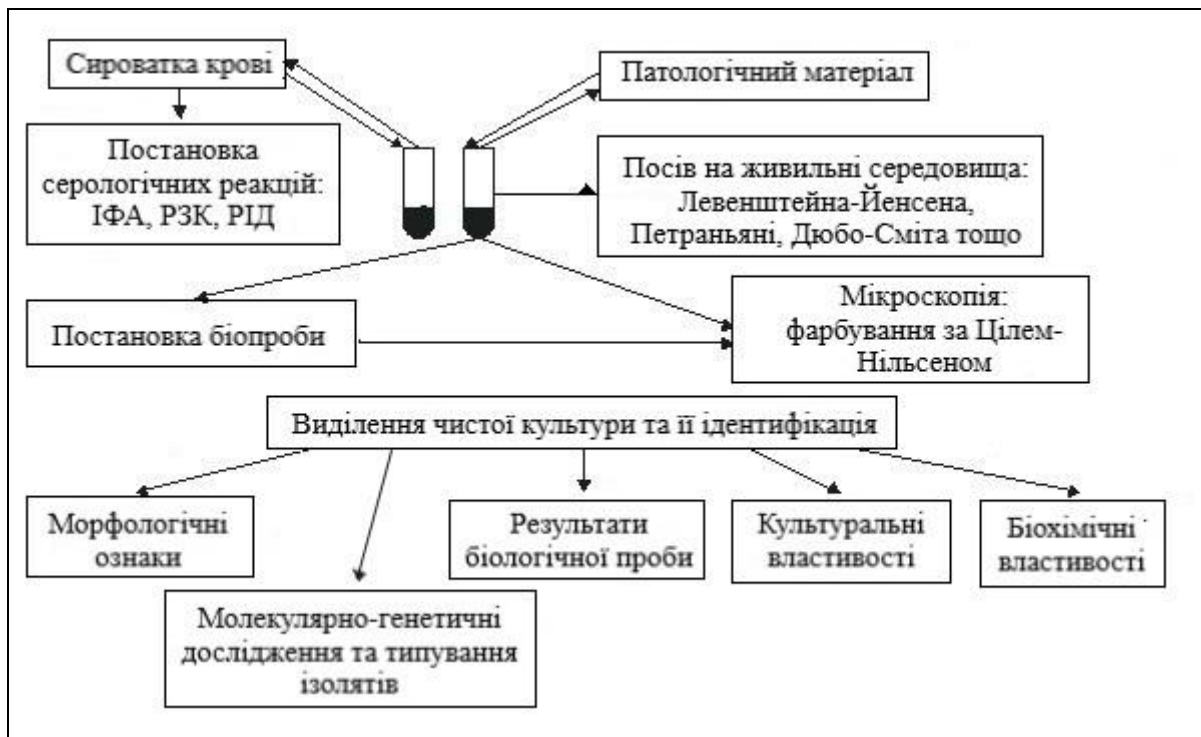 Сироватка крові
Патологічний матеріал
Постановка
серологічних реакцій:
ІФА, РЗК, РІД
Посів на живильні середовища:
Левенштейна-Йенсена,
Петраньяні, Дюбо-Сміта тощо
Постановка біопроби
Мікроскопія:
фарбування за Цілем-
Нільсеном
Виділення чистої культури та її ідентифікація
Морфологічні
ознаки
Результати
біологічної проби
Культуральні
властивості
Біохімічні
властивості
Молекулярно-генетичні
дослідження та типування
ізолятів